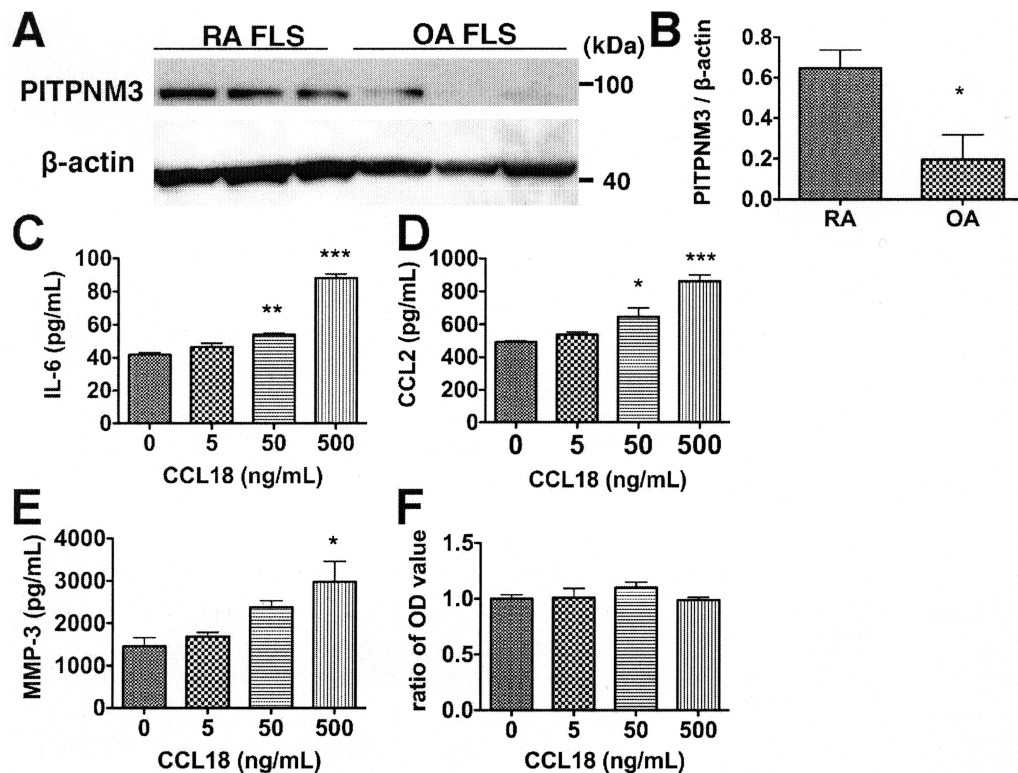 A
RA FLS OA FLS
(kDa)
PITPNM3
100
β-actin
40
B
PITPNM3 / β-actin
0.8
0.6
0.4
0.2
0.0
*
RA OA
C
IL-6 (pg/mL)
100
80
60
40
20
0
** ***
0 5 50 500
CCL18 (ng/mL)
D
CCL2 (pg/mL)
1000
800
600
400
200
0
* ***
0 5 50 500
CCL18 (ng/mL)
E
MMP-3 (pg/mL)
4000
3000
2000
1000
0
*
0 5 50 500
CCL18 (ng/mL)
F
ratio of OD value
1.5
1.0
0.5
0.0
0 5 50 500
CCL18 (ng/mL)